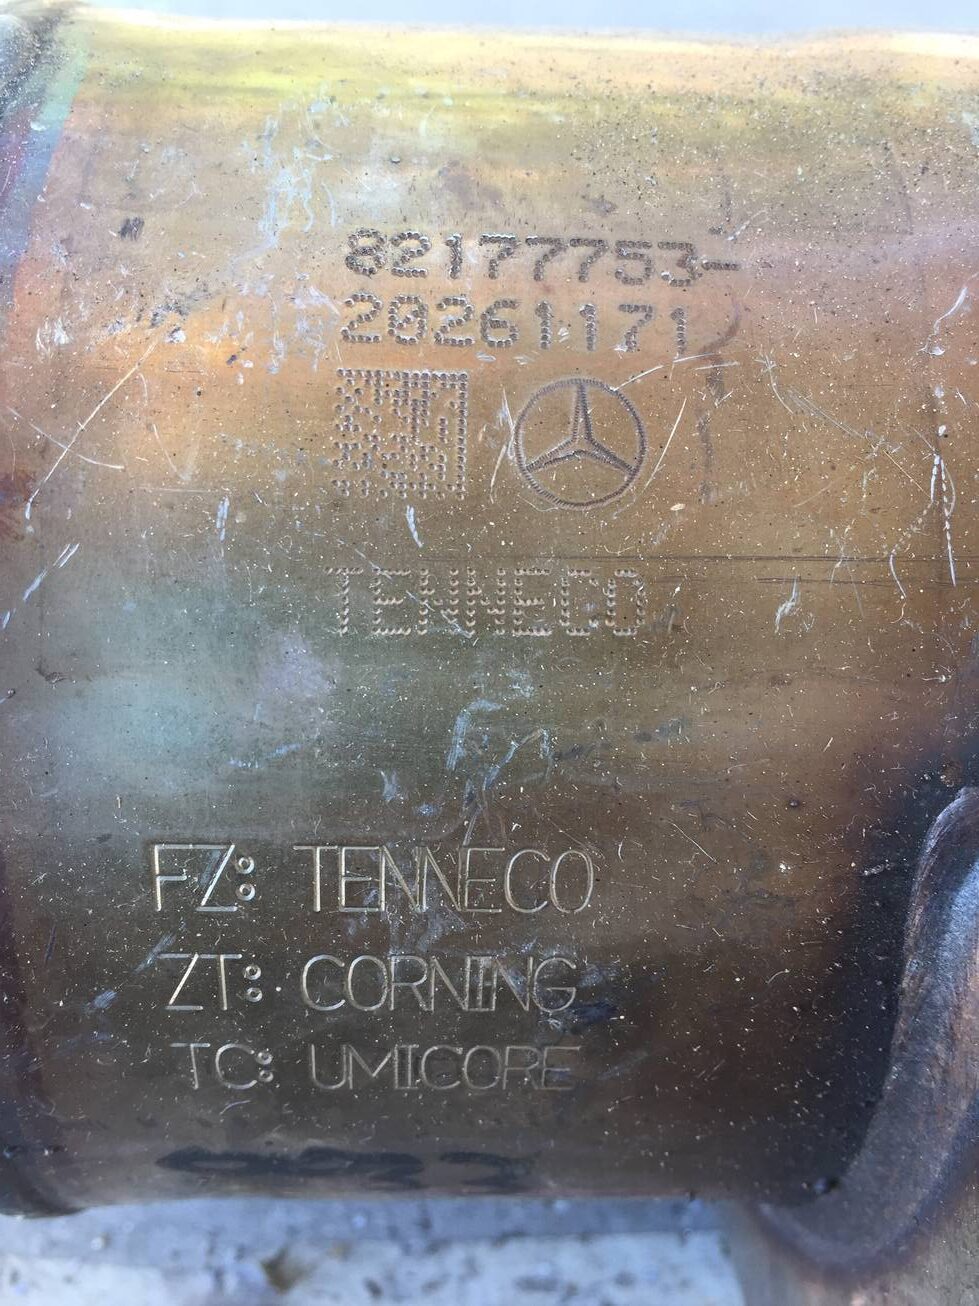 82177753-
20261171
TENNECO
FZ: TENNECO
ZT: CORNING
TC: UMICORE